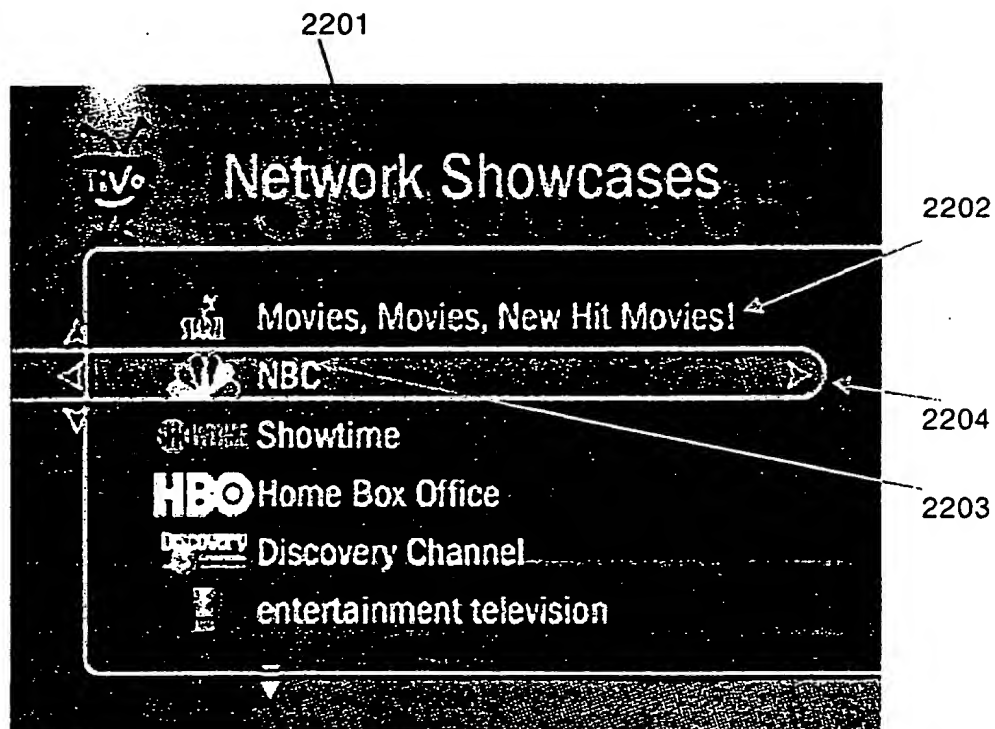 2201
TiVo
Network Showcases
2202
Movies, Movies, New Hit Movies!
NBC
2204
Showtime
HBO Home Box Office
2203
DISCOVERY Discovery Channel
entertainment television